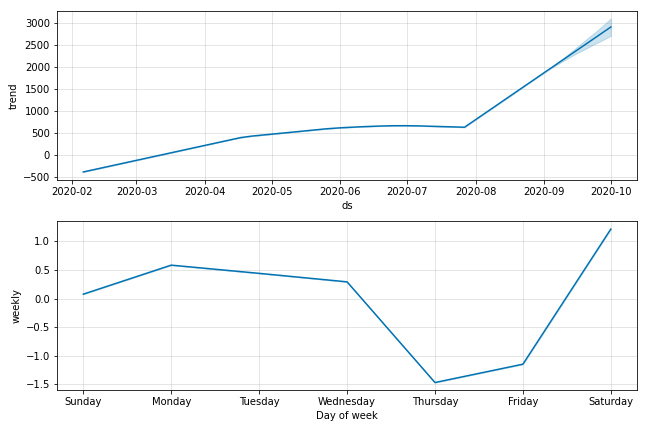 3000
2500
2000
1500
1000
500
0
−500
trend
2020-02 2020-03 2020-04 2020-05 2020-06 2020-07 2020-08 2020-09 2020-10
ds
1.0
0.5
0.0
−0.5
−1.0
−1.5
weekly
Sunday Monday Tuesday Wednesday Thursday Friday Saturday
Day of week